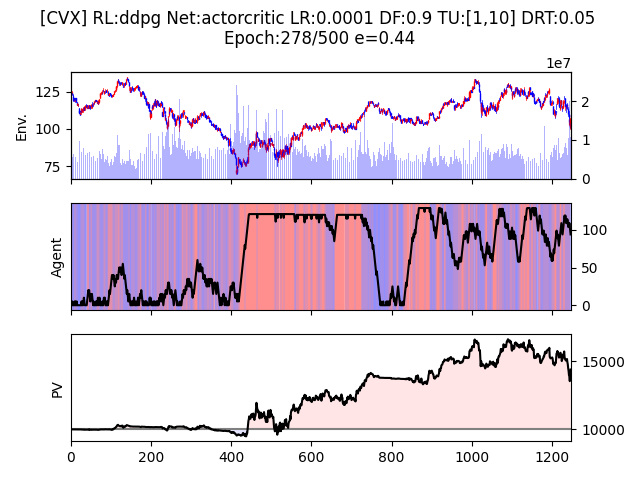 [CVX] RL:ddpg Net:actorcritic LR:0.0001 DF:0.9 TU:[1,10] DRT:0.05
Epoch:278/500 e=0.44
1e7
125
100
75
Env.
2
1
0
Agent
100
50
0
PV
15000
10000
0 200 400 600 800 1000 1200